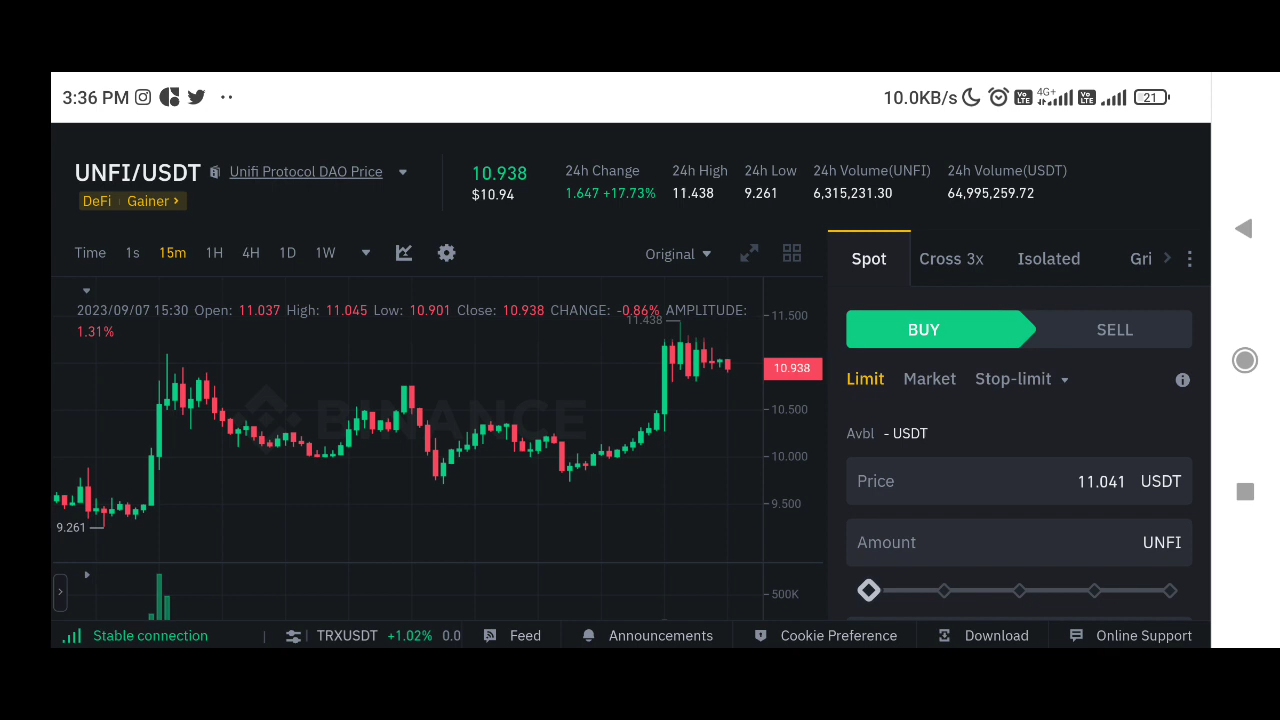 3:36 PM
10.0KB/s 4G+ Vo LTE Vo LTE 21
UNFI/USDT Unifi Protocol DAO Price
DeFi Gainer
10.938
$10.94
24h Change
1.647 +17.73%
24h High
11.438
24h Low
9.261
24h Volume(UNFI)
6,315,231.30
24h Volume(USDT)
64,995,259.72
Time 1s 15m 1H 4H 1D 1W
Original
2023/09/07 15:30 Open: 11.037 High: 11.045 Low: 10.901 Close: 10.938 CHANGE: -0.86% AMPLITUDE:
1.31%
11.438
9.261
BINANCE
11.500
10.938
10.500
10.000
9.500
500K
Spot Cross 3x Isolated Gri
BUY SELL
Limit Market Stop-limit
Avbl - USDT
Price 11.041 USDT
Amount UNFI
Stable connection TRXUSDT +1.02% 0.0 Feed Announcements Cookie Preference Download Online Support